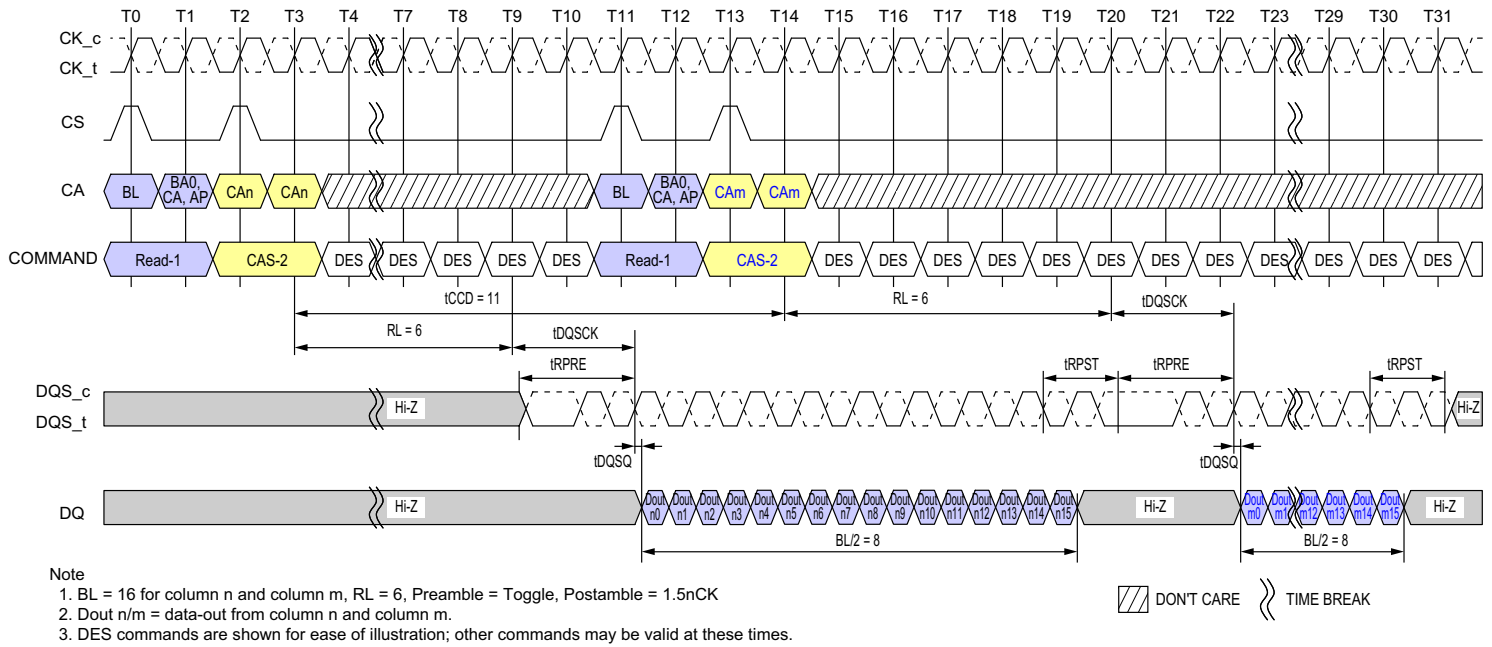 T0 T1 T2 T3 T4 T7 T8 T9 T10 T11 T12 T13 T14 T15 T16 T17 T18 T19 T20 T21 T22 T23 T29 T30 T31
CK_c
CK_t
CS
CA BL BA0, CA, AP CAn CAn BL BA0, CA, AP CAm CAm
COMMAND Read-1 CAS-2 DES DES DES DES DES Read-1 CAS-2 DES DES DES DES DES DES DES DES DES DES DES DES
tCCD = 11 RL = 6 tDQSCK
RL = 6 tDQSCK
tRPRE tRPST tRPRE tRPST
DQS_c
DQS_t
Hi-Z Hi-Z
tDQSQ tDQSQ
DQ Hi-Z Dout n0 Dout n1 Dout n2 Dout n3 Dout n4 Dout n5 Dout n6 Dout n7 Dout n8 Dout n9 Dout n10 Dout n11 Dout n12 Dout n13 Dout n14 Dout n15 Hi-Z Dout m0 Dout m1 Dout m12 Dout m13 Dout m14 Dout m15 Hi-Z
BL/2 = 8 BL/2 = 8
Note
1. BL = 16 for column n and column m, RL = 6, Preamble = Toggle, Postamble = 1.5nCK
2. Dout n/m = data-out from column n and column m.
3. DES commands are shown for ease of illustration; other commands may be valid at these times.
DON'T CARE TIME BREAK